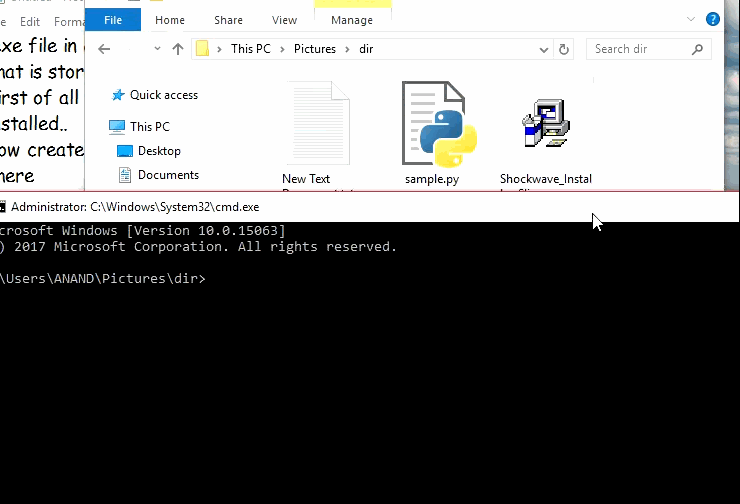 Edit Forma
File Home Share View Manage
.exe file in
hat is stor
irst of all
stalled..
ow create
here
This PC > Pictures > dir
Search dir
Quick access
This PC
Desktop
Documents
New Text
sample.py
Shockwave_Instal
Administrator: C:\Windows\System32\cmd.exe
crosoft Windows [Version 10.0.15063]
) 2017 Microsoft Corporation. All rights reserved.
\Users\ANAND\Pictures\dir>